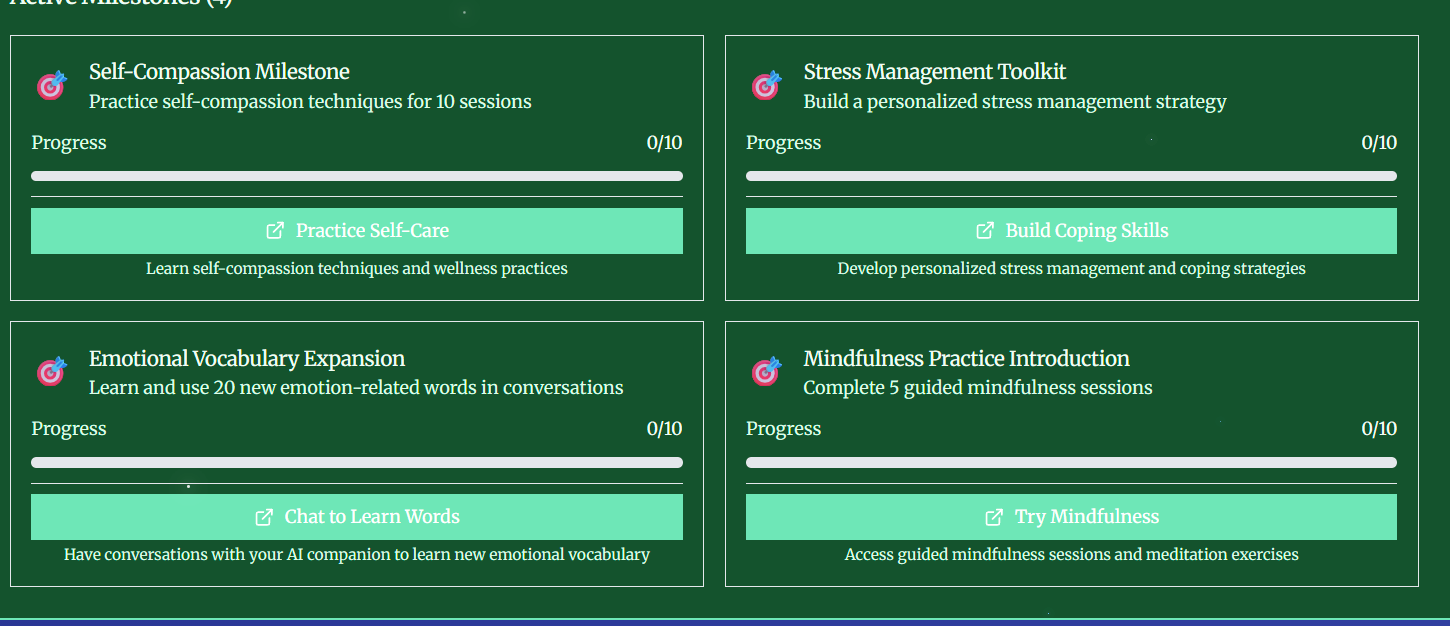 Active Milestones (4)
Self-Compassion Milestone
Practice self-compassion techniques for 10 sessions
Progress 0/10
Practice Self-Care
Learn self-compassion techniques and wellness practices
Stress Management Toolkit
Build a personalized stress management strategy
Progress 0/10
Build Coping Skills
Develop personalized stress management and coping strategies
Emotional Vocabulary Expansion
Learn and use 20 new emotion-related words in conversations
Progress 0/10
Chat to Learn Words
Have conversations with your AI companion to learn new emotional vocabulary
Mindfulness Practice Introduction
Complete 5 guided mindfulness sessions
Progress 0/10
Try Mindfulness
Access guided mindfulness sessions and meditation exercises